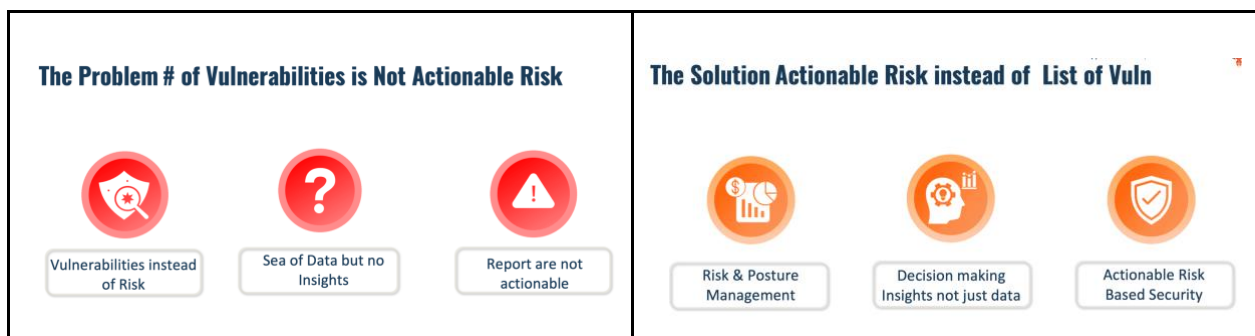 The Problem # of Vulnerabilities is Not Actionable Risk
Vulnerabilities instead
of Risk
Sea of Data but no
Insights
Report are not
actionable
The Solution Actionable Risk instead of List of Vuln
$
Risk & Posture
Management
Decision making
Insights not just data
Actionable Risk
Based Security